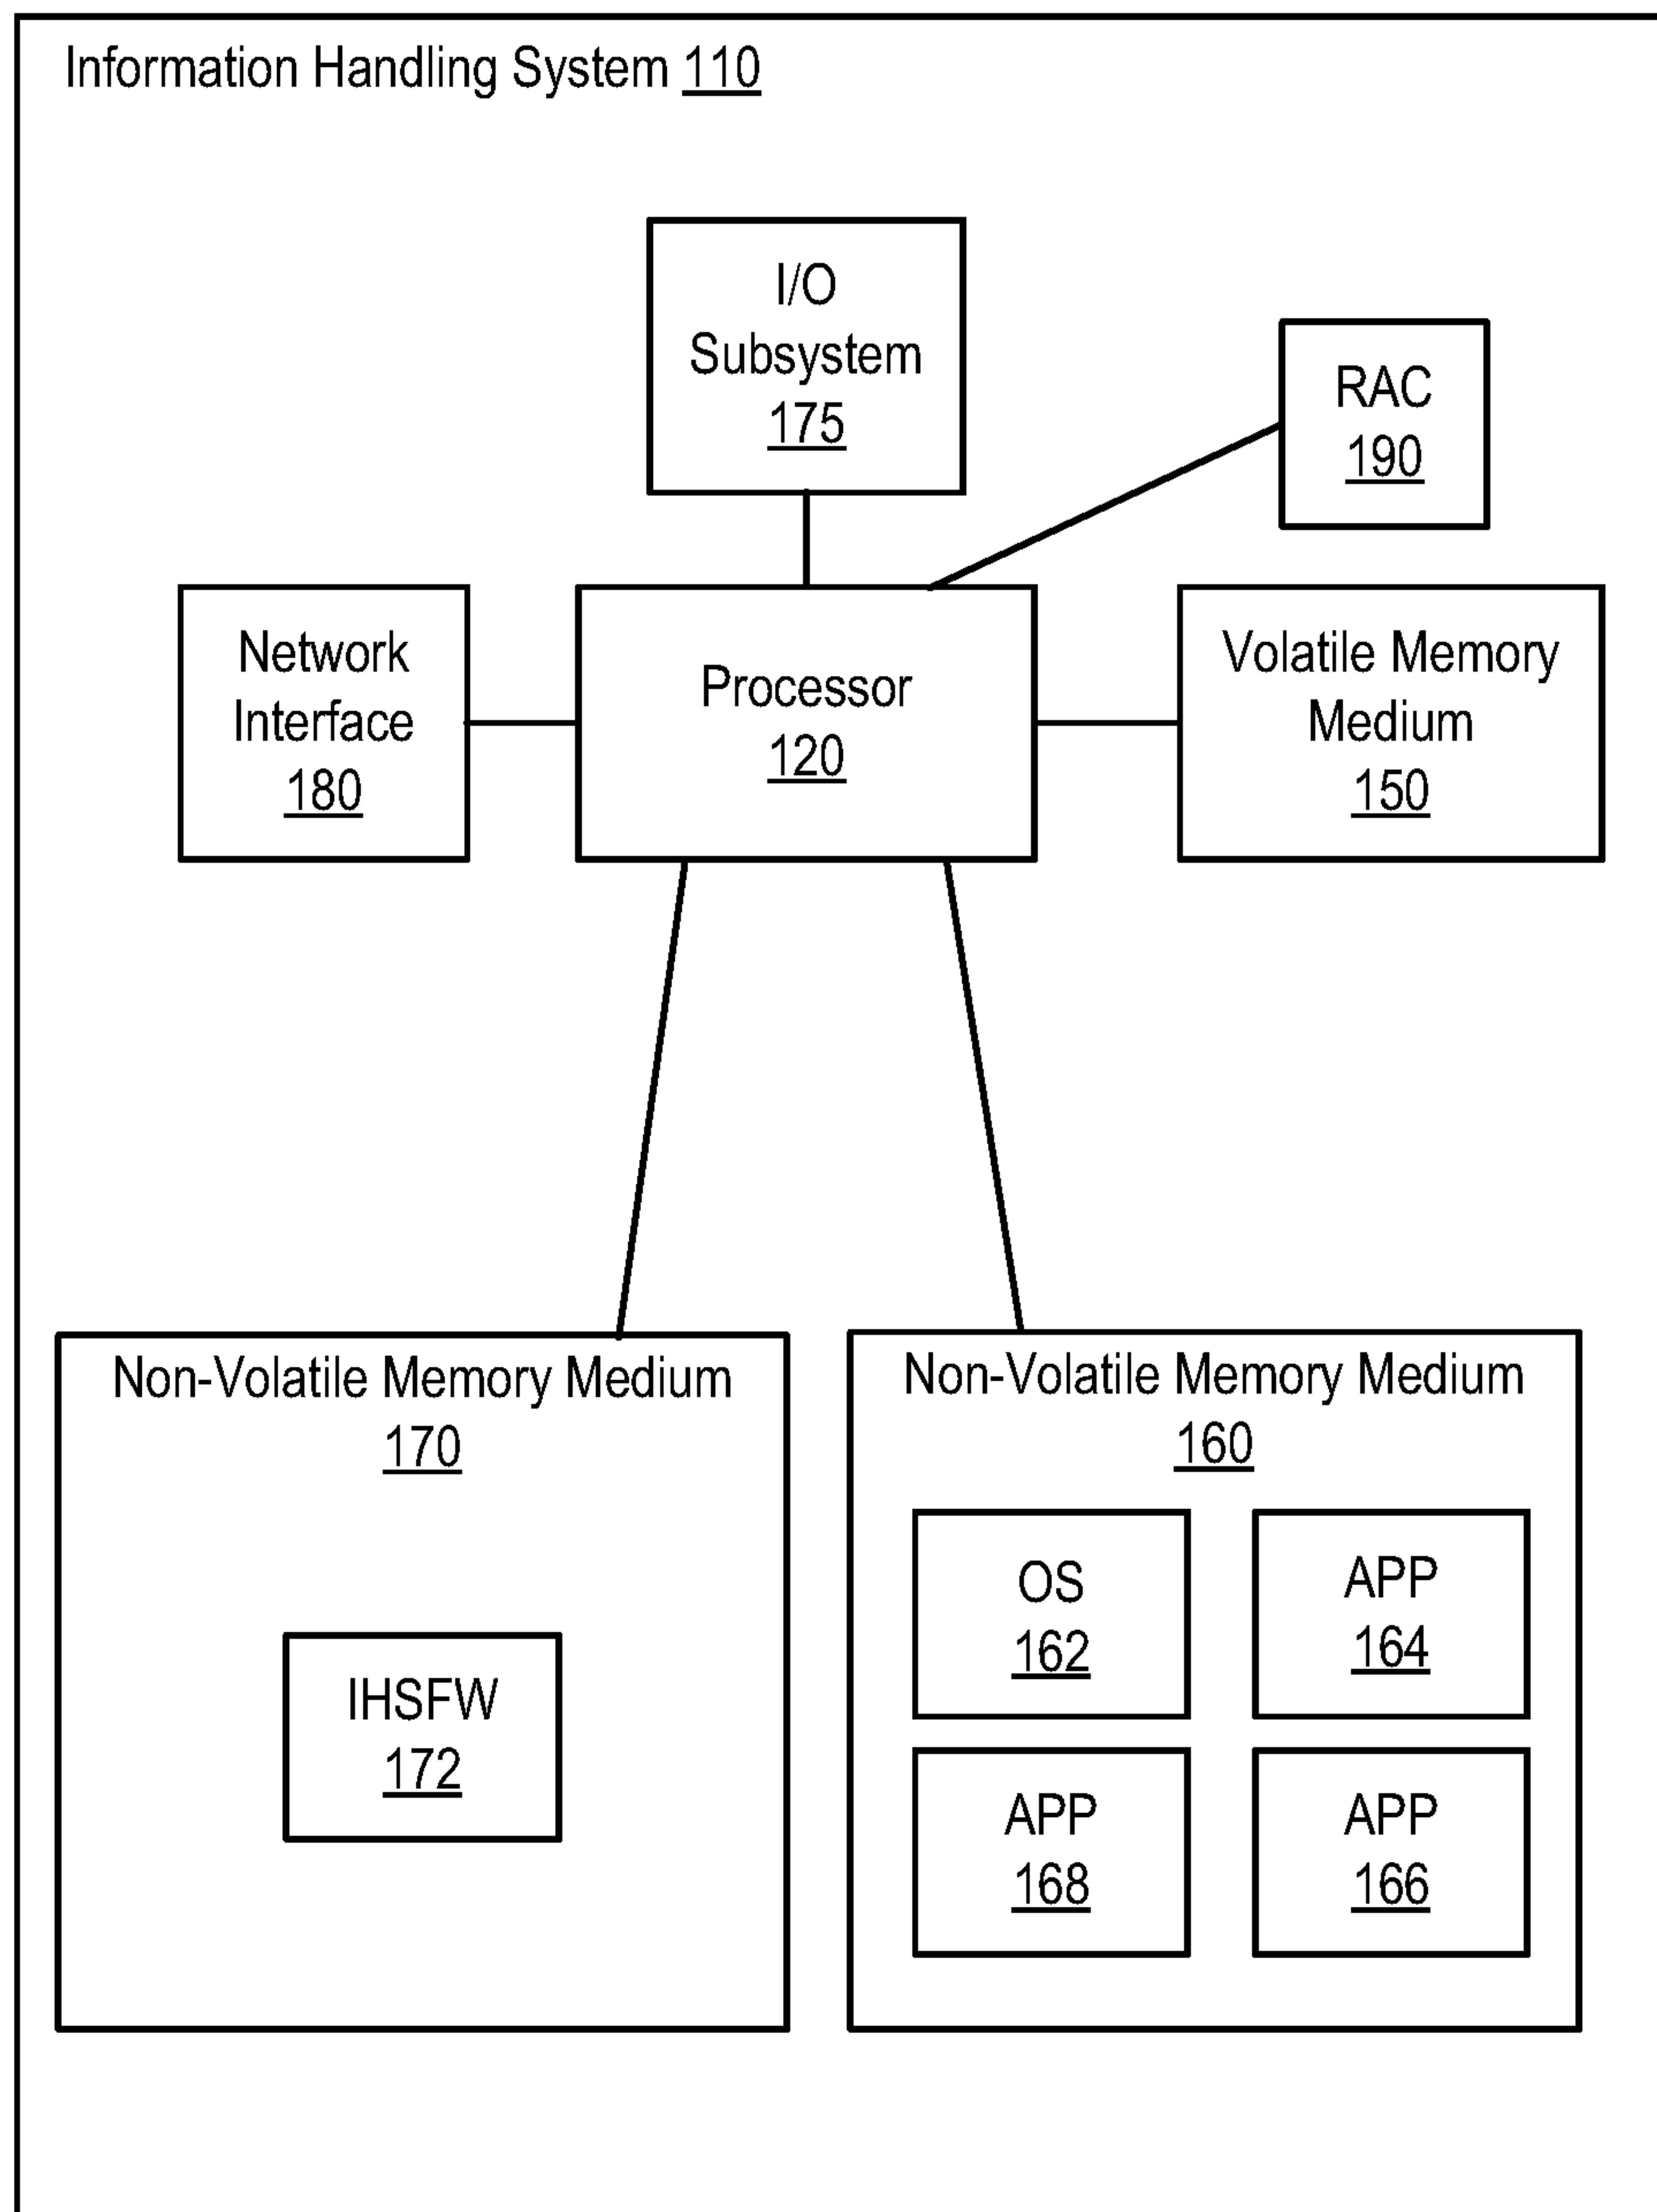 Information Handling System 110
I/O
Subsystem
175
RAC
190
Network
Interface
180
Processor
120
Volatile Memory
Medium
150
Non-Volatile Memory Medium
170
IHSFW
172
Non-Volatile Memory Medium
160
OS
162
APP
164
APP
168
APP
166